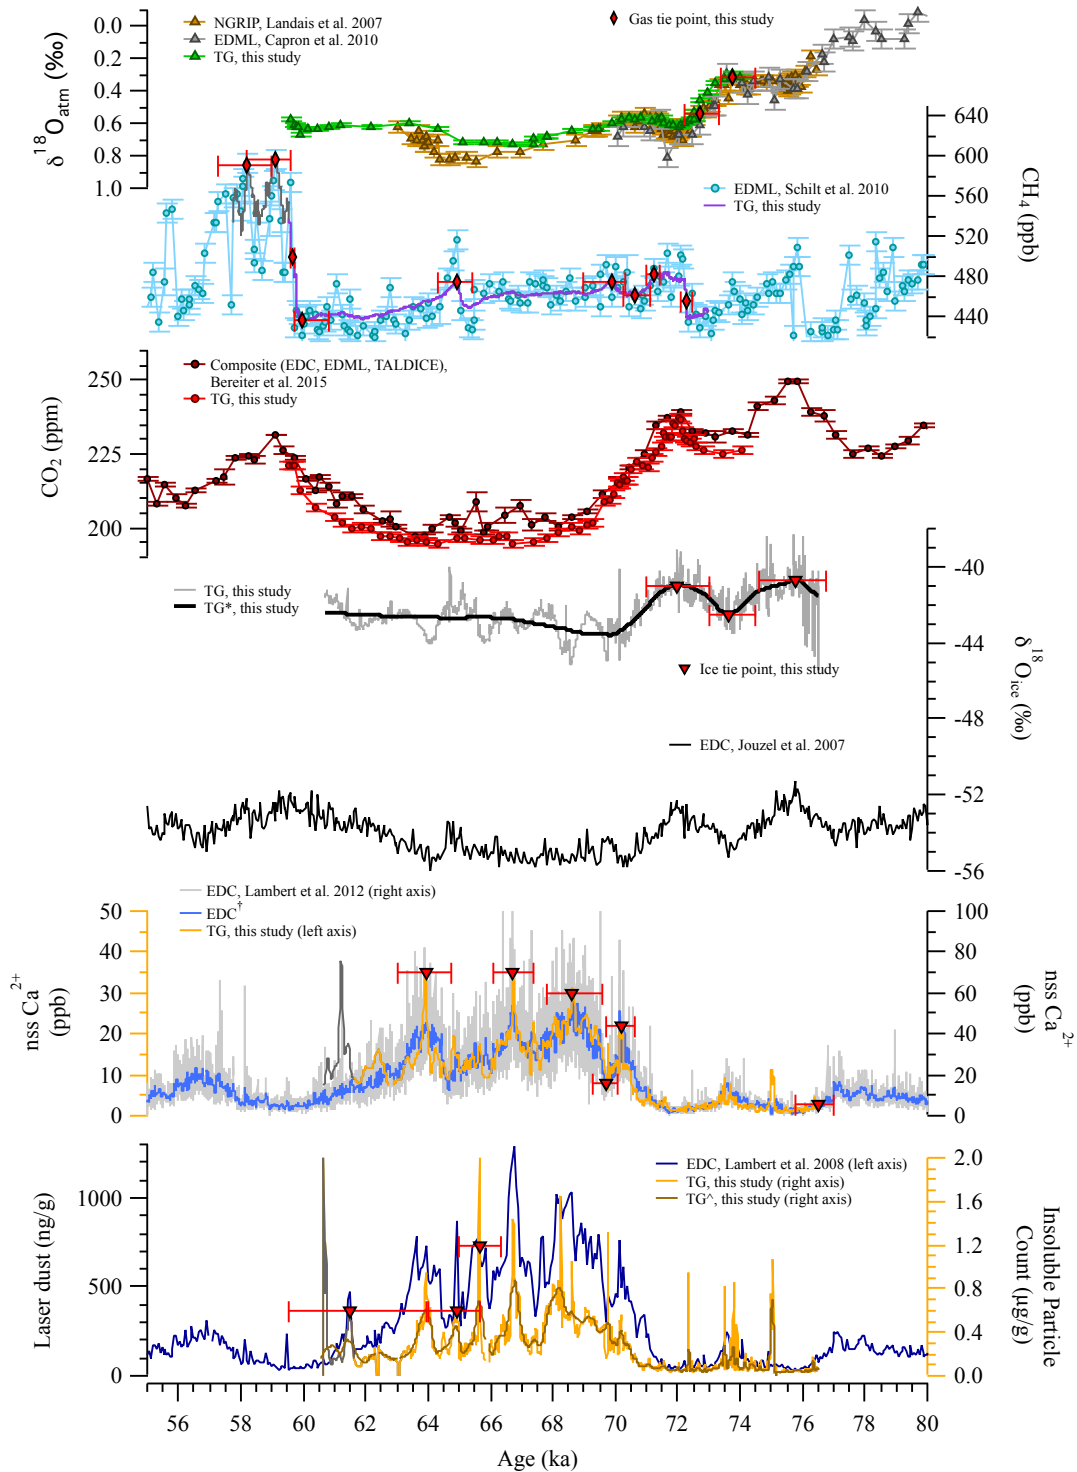 NGRIP, Landais et al. 2007
EDML, Capron et al. 2010
TG, this study
Gas tie point, this study
δ18Oatm (‰)
0.0
0.2
0.4
0.6
0.8
1.0
640
600
560
520
480
440
CH4 (ppb)
EDML, Schilt et al. 2010
TG, this study
Composite (EDC, EDML, TALDICE),
Bereiter et al. 2015
TG, this study
CO2 (ppm)
250
225
200
TG, this study
TG*, this study
Ice tie point, this study
EDC, Jouzel et al. 2007
-40
-44
-48
-52
-56
δ18Oice (‰)
EDC, Lambert et al. 2012 (right axis)
EDC†
TG, this study (left axis)
nss Ca2+
(ppb)
50
40
30
20
10
0
100
80
60
40
20
0
nss Ca2+
(ppb)
EDC, Lambert et al. 2008 (left axis)
TG, this study (right axis)
TG^, this study (right axis)
Laser dust (ng/g)
1000
500
0
2.0
1.6
1.2
0.8
0.4
0.0
Insoluble Particle
Count (µg/g)
56 58 60 62 64 66 68 70 72 74 76 78 80
Age (ka)